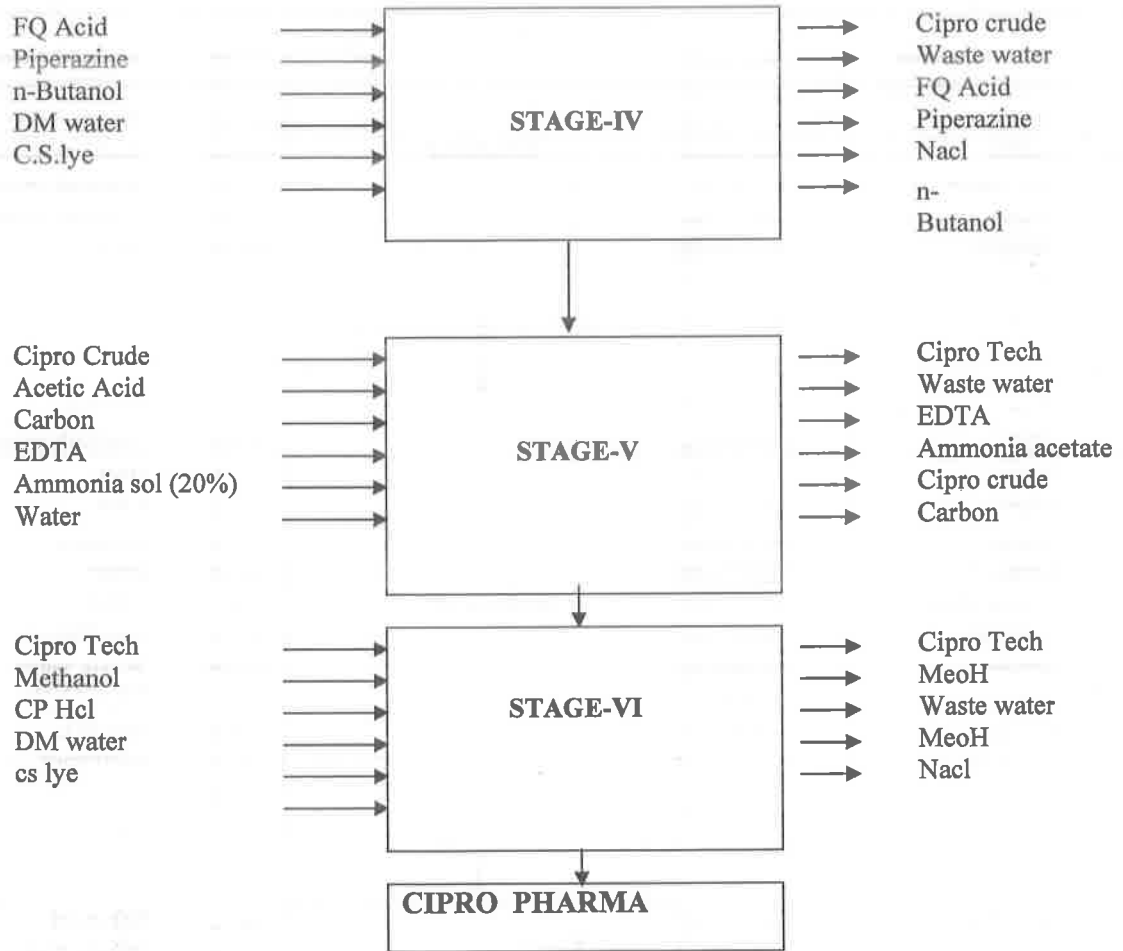 FQ Acid
Piperazine
n-Butanol
DM water
C.S.lye
STAGE-IV
Cipro crude
Waste water
FQ Acid
Piperazine
Nacl
n-
Butanol
Cipro Crude
Acetic Acid
Carbon
EDTA
Ammonia sol (20%)
Water
STAGE-V
Cipro Tech
Waste water
EDTA
Ammonia acetate
Cipro crude
Carbon
Cipro Tech
Methanol
CP Hcl
DM water
cs lye
STAGE-VI
Cipro Tech
MeoH
Waste water
MeoH
Nacl
CIPRO PHARMA